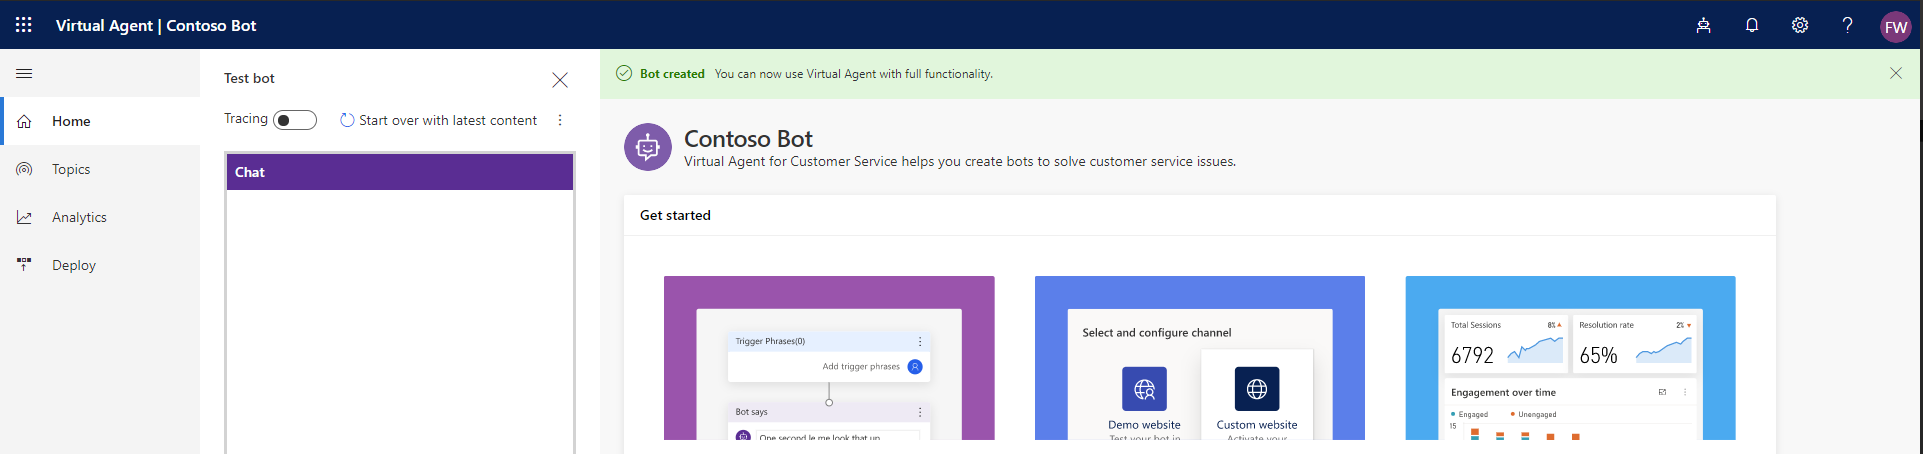 Virtual Agent | Contoso Bot
FW
Home
Topics
Analytics
Deploy
Test bot
Tracing
Start over with latest content
Chat
Bot created You can now use Virtual Agent with full functionality.
Contoso Bot
Virtual Agent for Customer Service helps you create bots to solve customer service issues.
Get started
Trigger Phrases(0)
Add trigger phrases
Bot says
One second le me look that up
Select and configure channel
Demo website
Test your bot in
Custom website
Activate your
Total Sessions 8%
6792
Resolution rate 2%
65%
Engagement over time
Engaged Unengaged
15